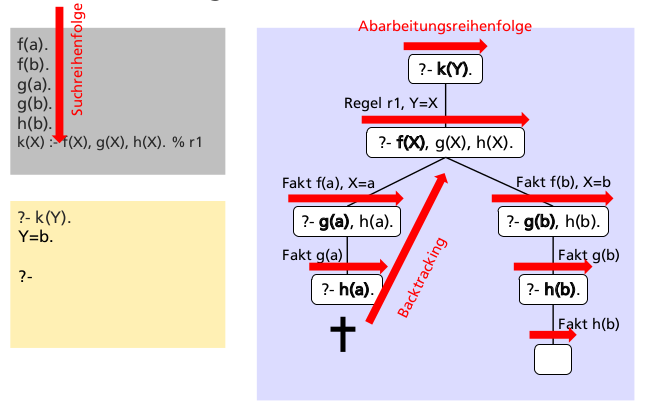 f(a).
f(b).
g(a).
g(b).
h(b).
k(X) :- f(X), g(X), h(X). % r1
Suchreihenfolge
?- k(Y).
Y=b.
?-
Abarbeitungsreihenfolge
?- k(Y).
Regel r1, Y=X
?- f(X), g(X), h(X).
Fakt f(a), X=a
Fakt f(b), X=b
?- g(a), h(a).
?- g(b), h(b).
Fakt g(a)
Fakt g(b)
?- h(a).
?- h(b).
Backtracking
Fakt h(b)